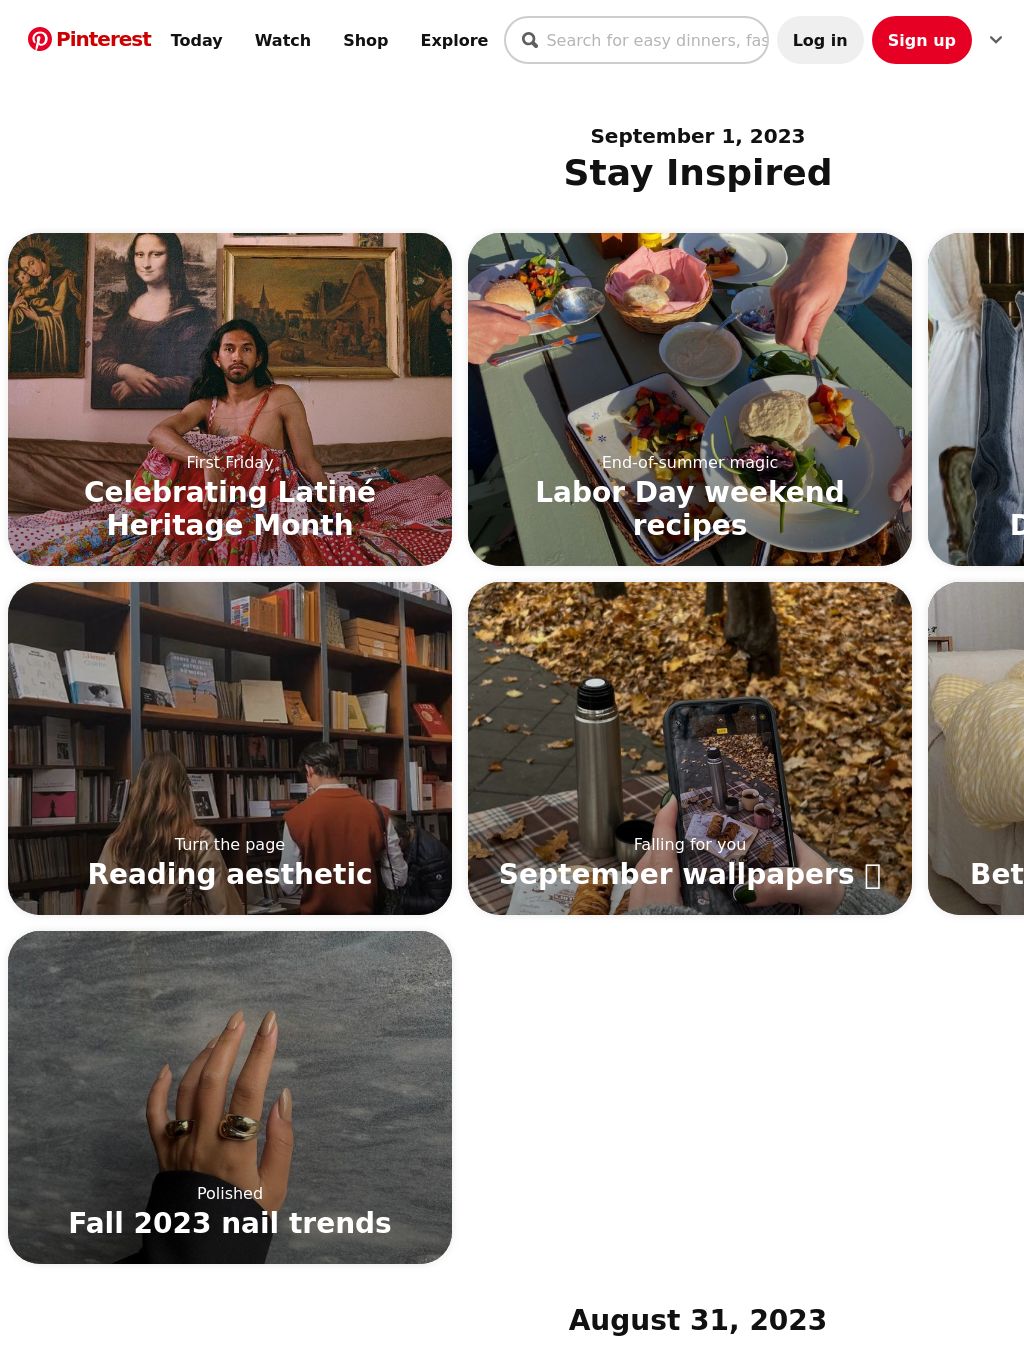 Pinterest
Today
Watch
Shop
Explore
Search for easy dinners, fas
Log in
Sign up
September 1, 2023
Stay Inspired
First Friday
Celebrating Latiné
Heritage Month
End-of-summer magic
Labor Day weekend
recipes
D
Turn the page
Reading aesthetic
Falling for you
September wallpapers
Bet
Polished
Fall 2023 nail trends
August 31, 2023